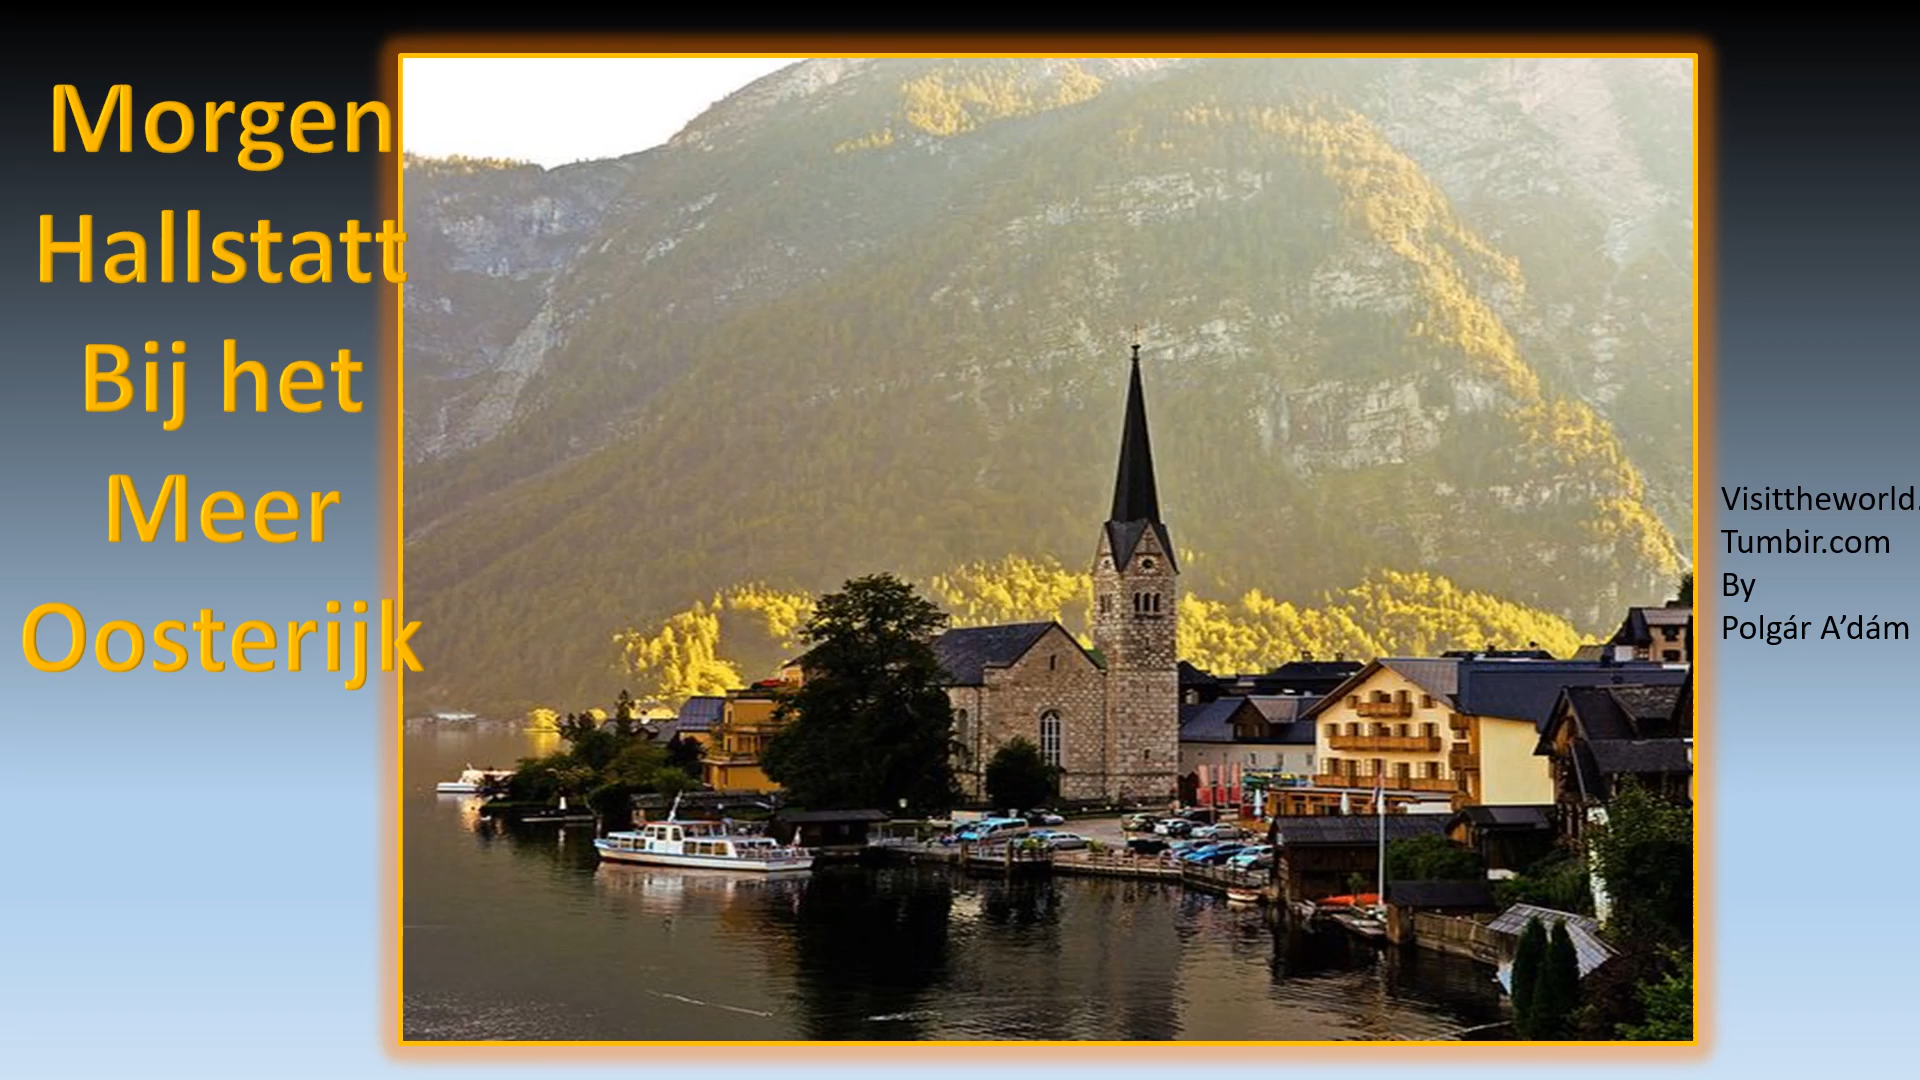 Morgen
Hallstatt
Bij het
Meer
Oosterijk
Visittheworld.
Tumbir.com
By
Polgár A’dám